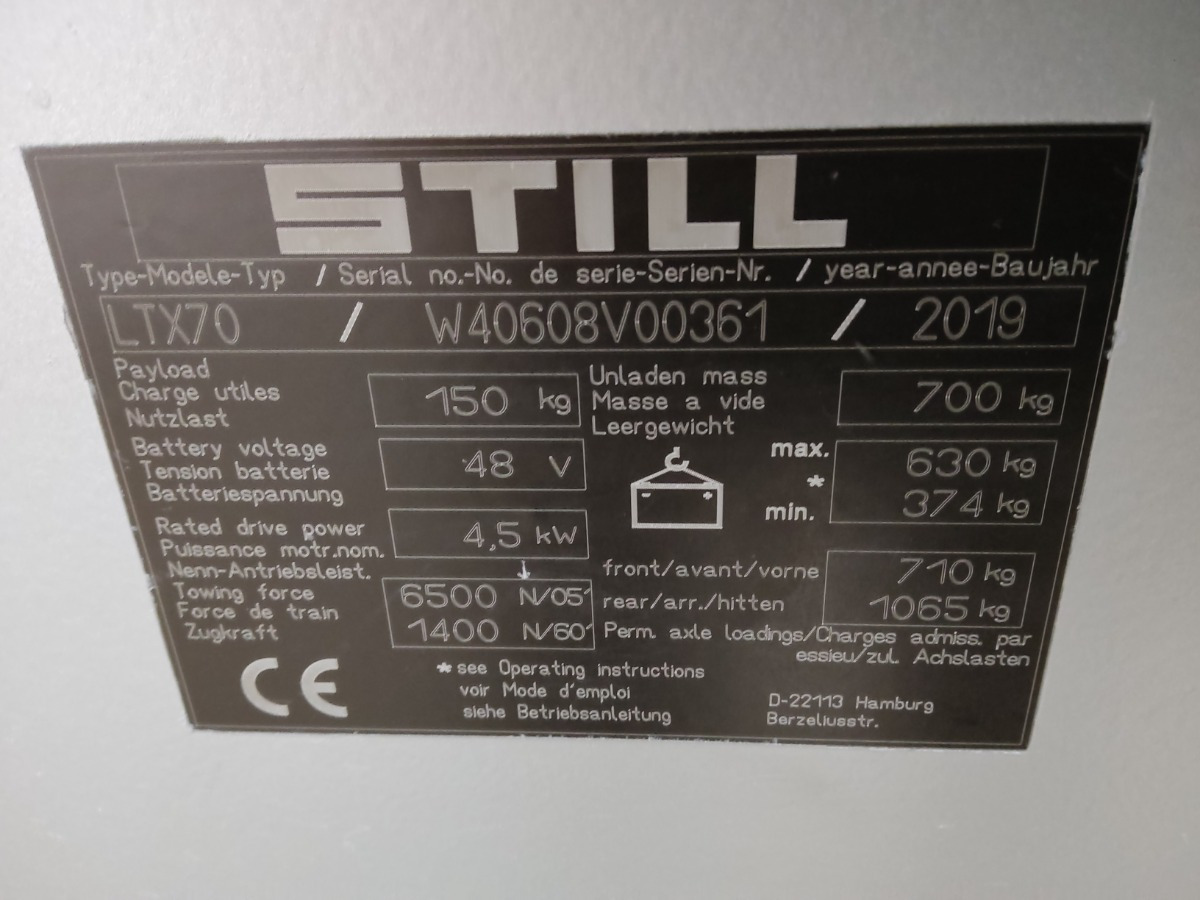 STILL
Type-Modele-Typ / Serial no.-No. de serie-Serien-Nr. / year-annee-Baujahr
LTX70 / W40608V00361 / 2019
Payload
Charge utiles
Nutzlast
150 kg
Unladen mass
Masse a vide
Leergewicht
700 kg
Battery voltage
Tension batterie
Batteriespannung
48 V
- +
max. 630 kg
*
min. 374 kg
Rated drive power
Puissance motr.nom.
Nenn-Antriebsleist.
4,5 kW
Towing force
Force de train
Zugkraft
6500 N/05'
1400 N/60'
front/avant/vorne 710 kg
rear/arr./hitten 1065 kg
Perm. axle loadings/Charges admiss. par
essieu/zul. Achslasten
CE
*see Operating instructions
voir Mode d'emploi
siehe Betriebsanleitung
D-22113 Hamburg
Berzeliusstr.